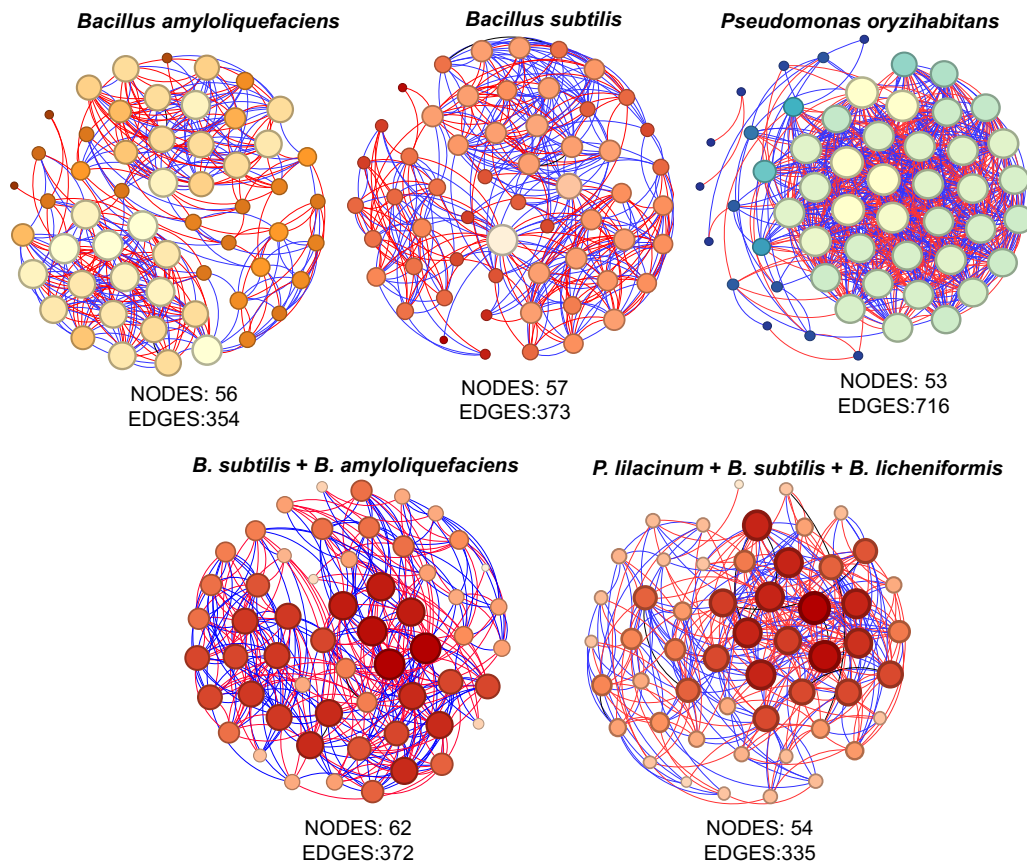 Bacillus amyloliquefaciens
Bacillus subtilis
Pseudomonas oryzihabitans
NODES: 56
EDGES:354
NODES: 57
EDGES:373
NODES: 53
EDGES:716
B. subtilis + B. amyloliquefaciens
P. lilacinum + B. subtilis + B. licheniformis
NODES: 62
EDGES:372
NODES: 54
EDGES:335